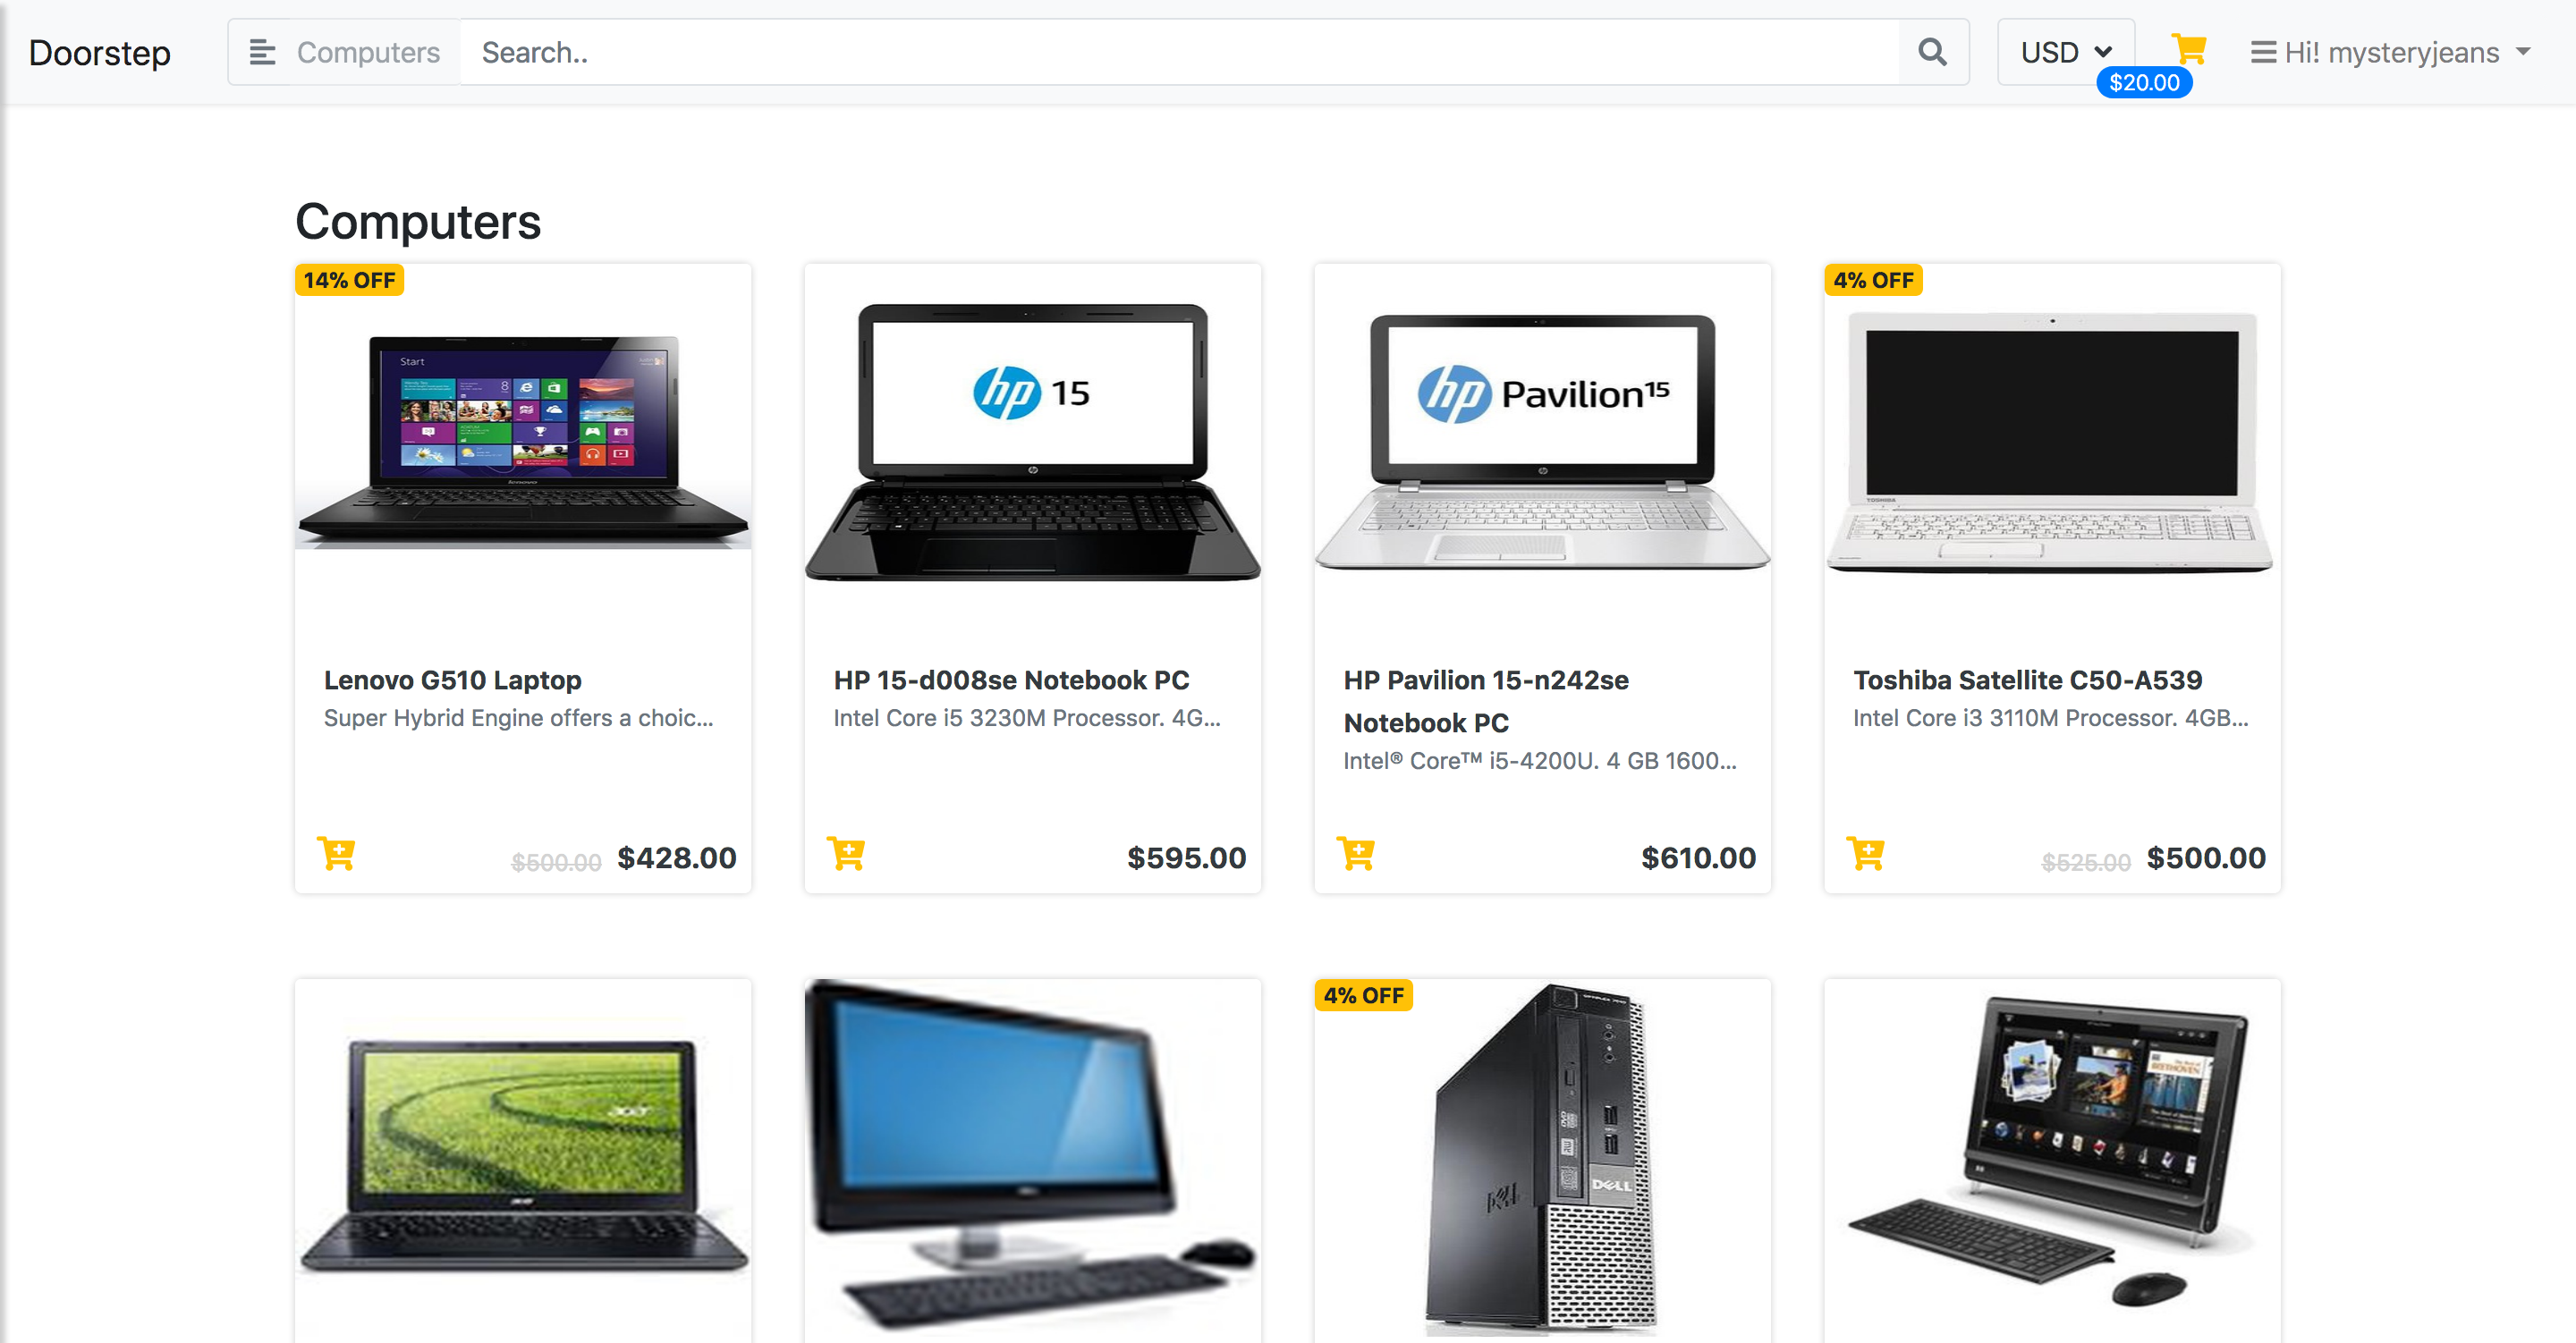 Doorstep
Computers
Search..
USD
$20.00
Hi! mysteryjeans
Computers
14% OFF
Start
lenovo
Lenovo G510 Laptop
Super Hybrid Engine offers a choic...
$500.00 $428.00
hp 15
HP 15-d008se Notebook PC
Intel Core i5 3230M Processor. 4G...
$595.00
hp Pavilion15
HP Pavilion 15-n242se
Notebook PC
Intel® Core™ i5-4200U. 4 GB 1600...
$610.00
4% OFF
TOSHIBA
Toshiba Satellite C50-A539
Intel Core i3 3110M Processor. 4GB...
$525.00 $500.00
acer
4% OFF
DELL
DELL
BEETHOVEN